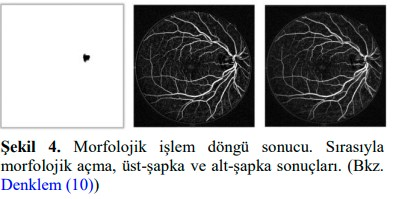 Şekil 4. Morfolojik işlem döngü sonucu. Sırasıyla
morfolojik açma, üst-şapka ve alt-şapka sonuçları. (Bkz.
Denklem (10))